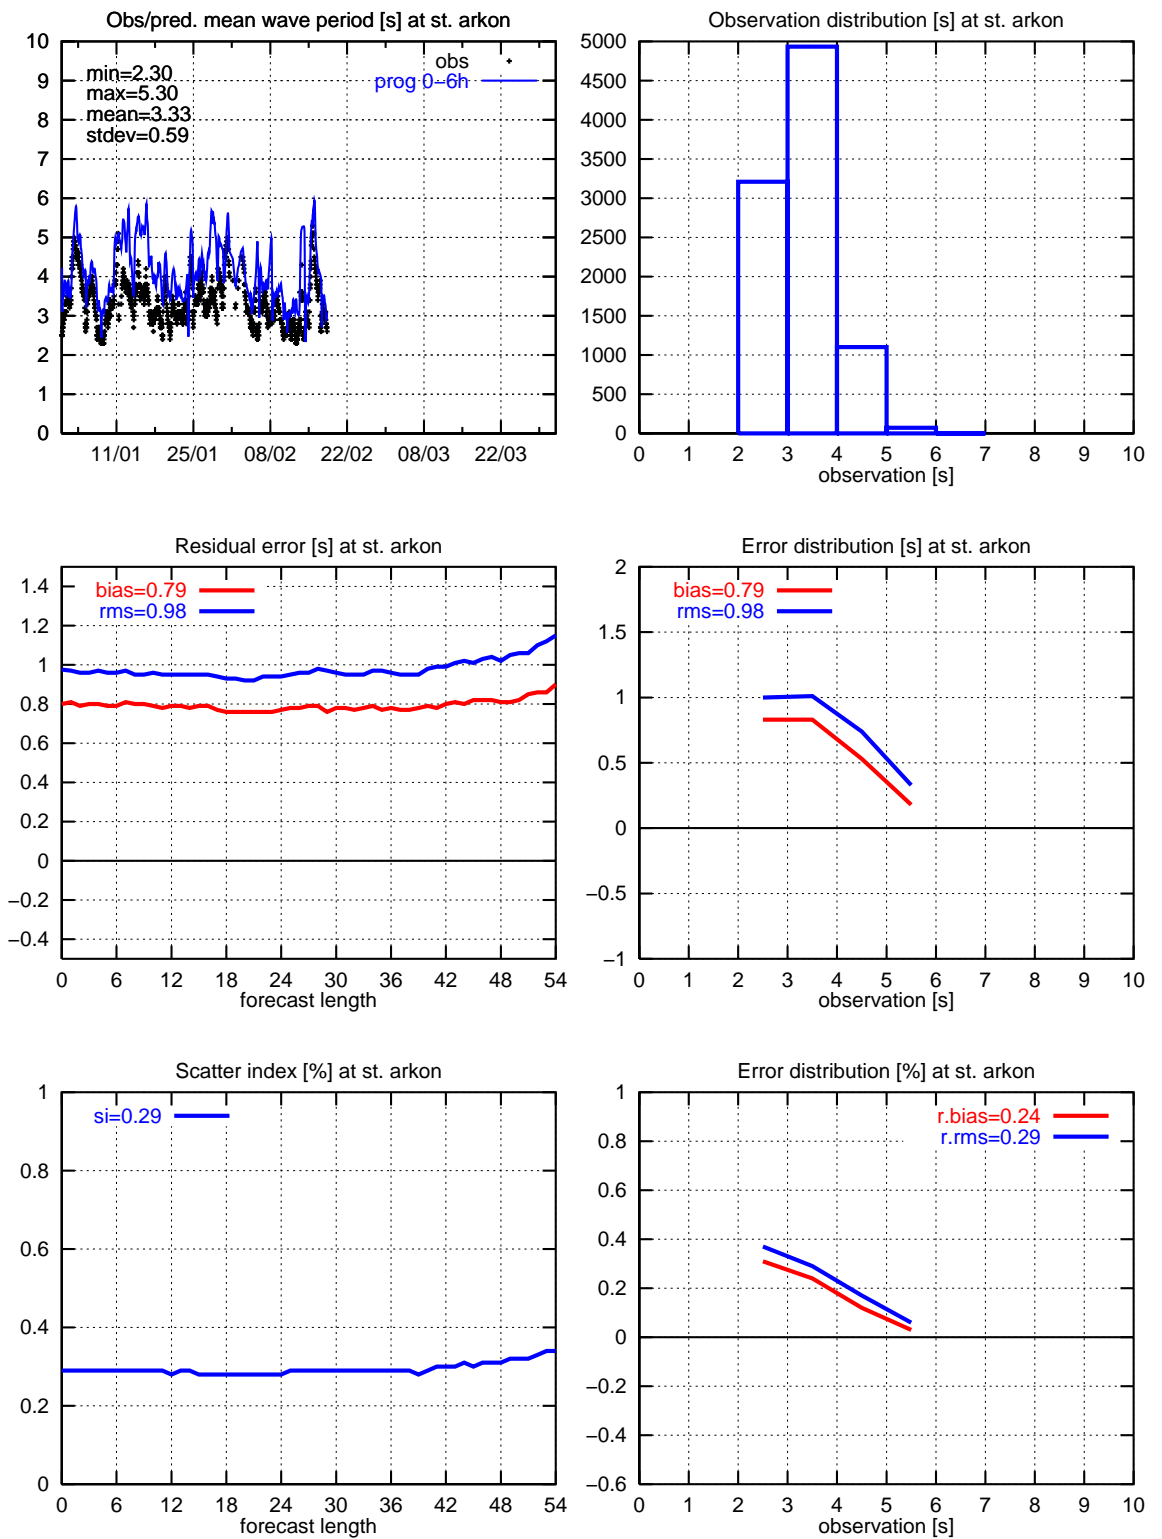 Obs/pred. mean wave period [s] at st. arkon
10
9
8
7
6
5
4
3
2
1
0
min=2.30
max=5.30
mean=3.33
stdev=0.59
obs
prog 0−6h
11/01 25/01 08/02 22/02 08/03 22/03
Observation distribution [s] at st. arkon
5000
4500
4000
3500
3000
2500
2000
1500
1000
500
0
0 1 2 3 4 5 6 7 8 9 10
observation [s]
Residual error [s] at st. arkon
bias=0.79
rms=0.98
1.4
1.2
1
0.8
0.6
0.4
0.2
0
−0.2
−0.4
0 6 12 18 24 30 36 42 48 54
forecast length
Error distribution [s] at st. arkon
bias=0.79
rms=0.98
2
1.5
1
0.5
0
−0.5
−1
0 1 2 3 4 5 6 7 8 9 10
observation [s]
Scatter index [%] at st. arkon
si=0.29
1
0.8
0.6
0.4
0.2
0
0 6 12 18 24 30 36 42 48 54
forecast length
Error distribution [%] at st. arkon
r.bias=0.24
r.rms=0.29
1
0.8
0.6
0.4
0.2
0
−0.2
−0.4
−0.6
0 1 2 3 4 5 6 7 8 9 10
observation [s]